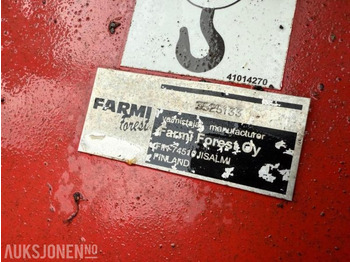 41014270
FARMI
forest
valmistaja manufacturer
Farmi Forest Oy
FIN-74510 IISALMI
FINLAND
AUKSJONEN.NO